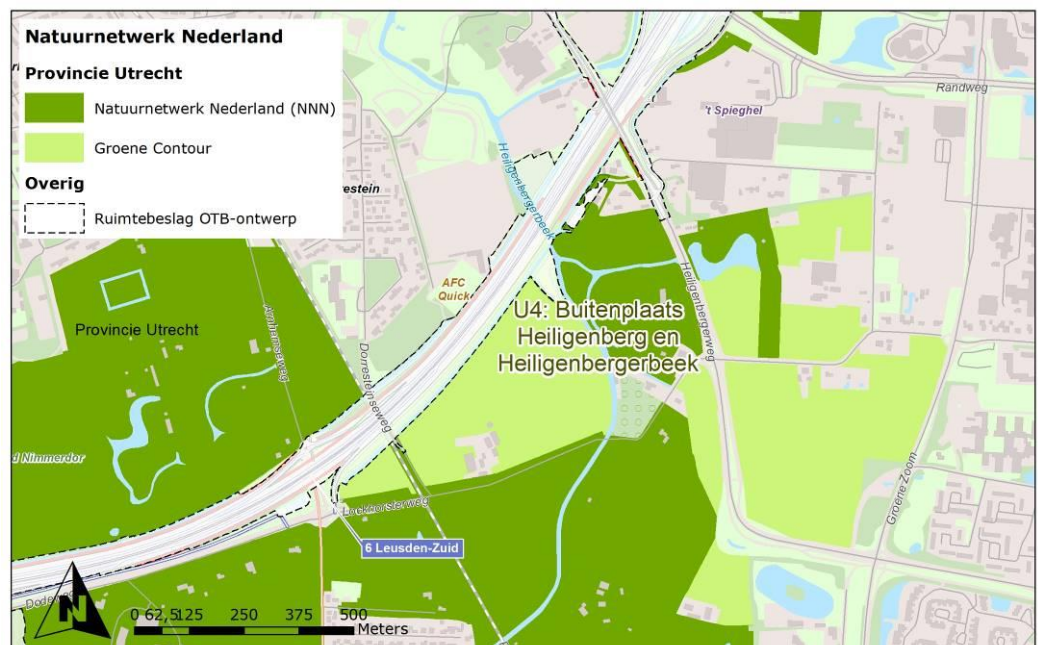 Natuurnetwerk Nederland
Provincie Utrecht
Natuurnetwerk Nederland (NNN)
Groene Contour
Overig
Ruimtebeslag OTB-ontwerp
Heiligenbergerbeek
't Spieghel
Randweg
AFC
Quick
Provincie Utrecht
Arnhemseweg
Dorresteinseweg
U4: Buitenplaats
Heiligenberg en
Heiligenbergerbeek
Heiligenbergerweg
d Nimmerdor
Groene Zoom
Lockhorsterweg
6 Leusden-Zuid
N
0 62,5 125 250 375 500
Meters